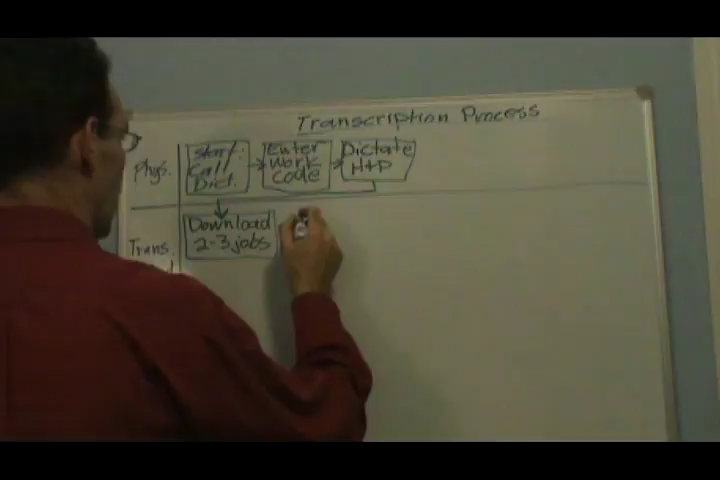 Transcription Process
Phys.
Start:
Call
Dict.
Enter
Work
code
Dictate
H+P
Trans.
Download
2-3 jobs